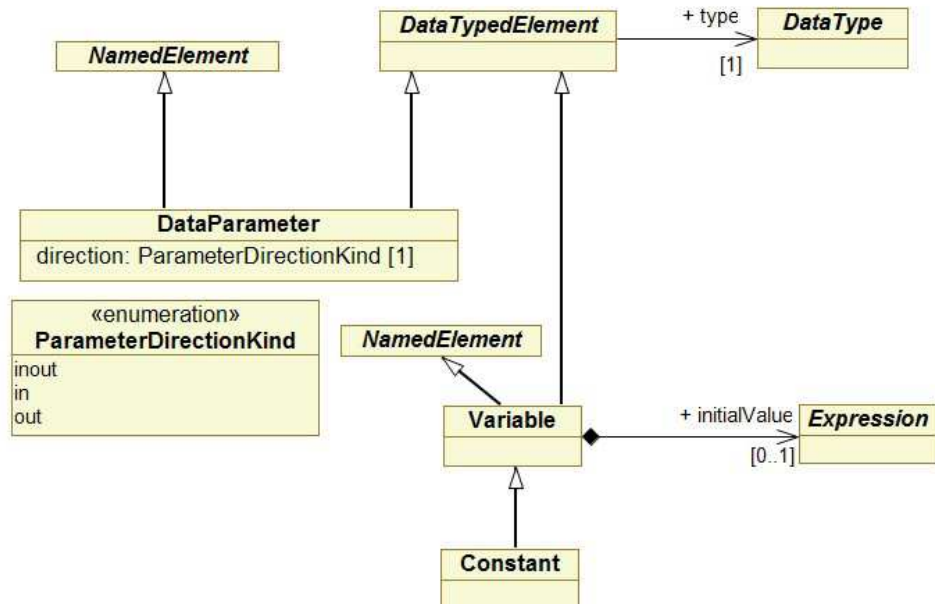 DataTypedElement
+ type
DataType
[1]
NamedElement
DataParameter
direction: ParameterDirectionKind [1]
«enumeration»
ParameterDirectionKind
inout
in
out
NamedElement
Variable
+ initialValue
[0..1]
Expression
Constant